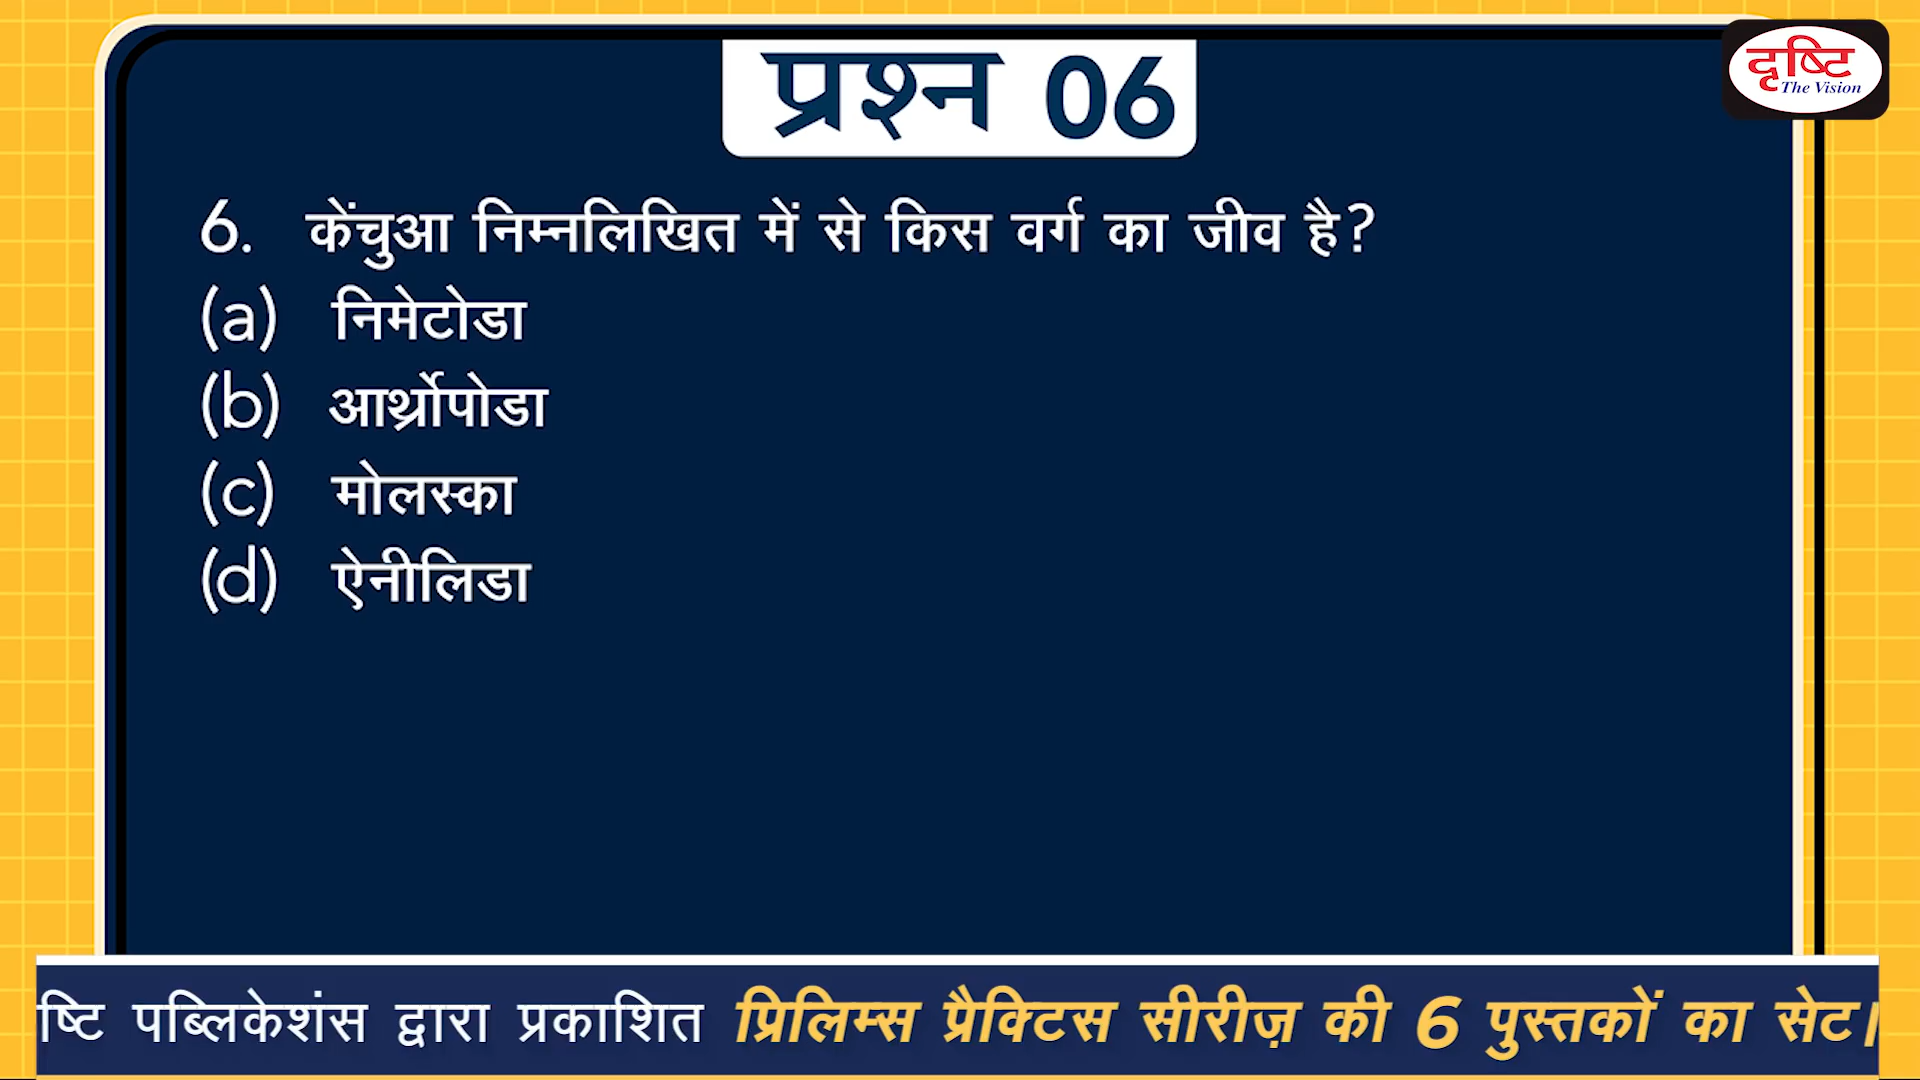 प्रश्न 06
दृष्टि
The Vision
6. केंचुआ निम्नलिखित में से किस वर्ग का जीव है?
(a) निमेटोडा
(b) आर्थ्रोपोडा
(c) मोलस्का
(d) ऐनीलिडा
ष्टि पब्लिकेशंस द्वारा प्रकाशित प्रिलिम्स प्रैक्टिस सीरीज़ की 6 पुस्तकों का सेट।